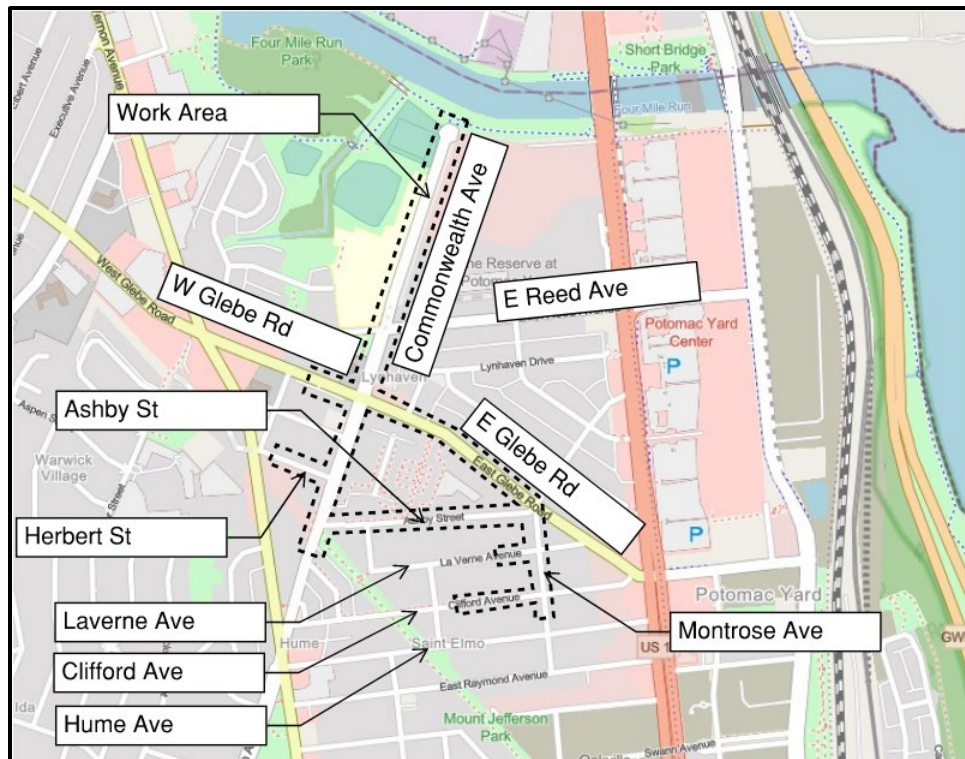 Four Mile Run
Park
Short Bridge
Park
Four Mile Run
Executive Avenue
Work Area
Commonwealth Ave
W Glebe Rd
West Glebe Road
E Reed Ave
Potomac Yard
Center
P
Lynhaven Drive
Lynhaven
Ashby St
Warwick
Village
E Glebe Rd
East Glebe Road
Ashby Street
P
Herbert St
La Verne Avenue
Laverne Ave
Clifford Avenue
Potomac Yard
Montrose Ave
Hume
Saint Elmo
US 1
GW
Clifford Ave
East Raymond Avenue
Ida
Hume Ave
Mount Jefferson
Park
Swann Avenue